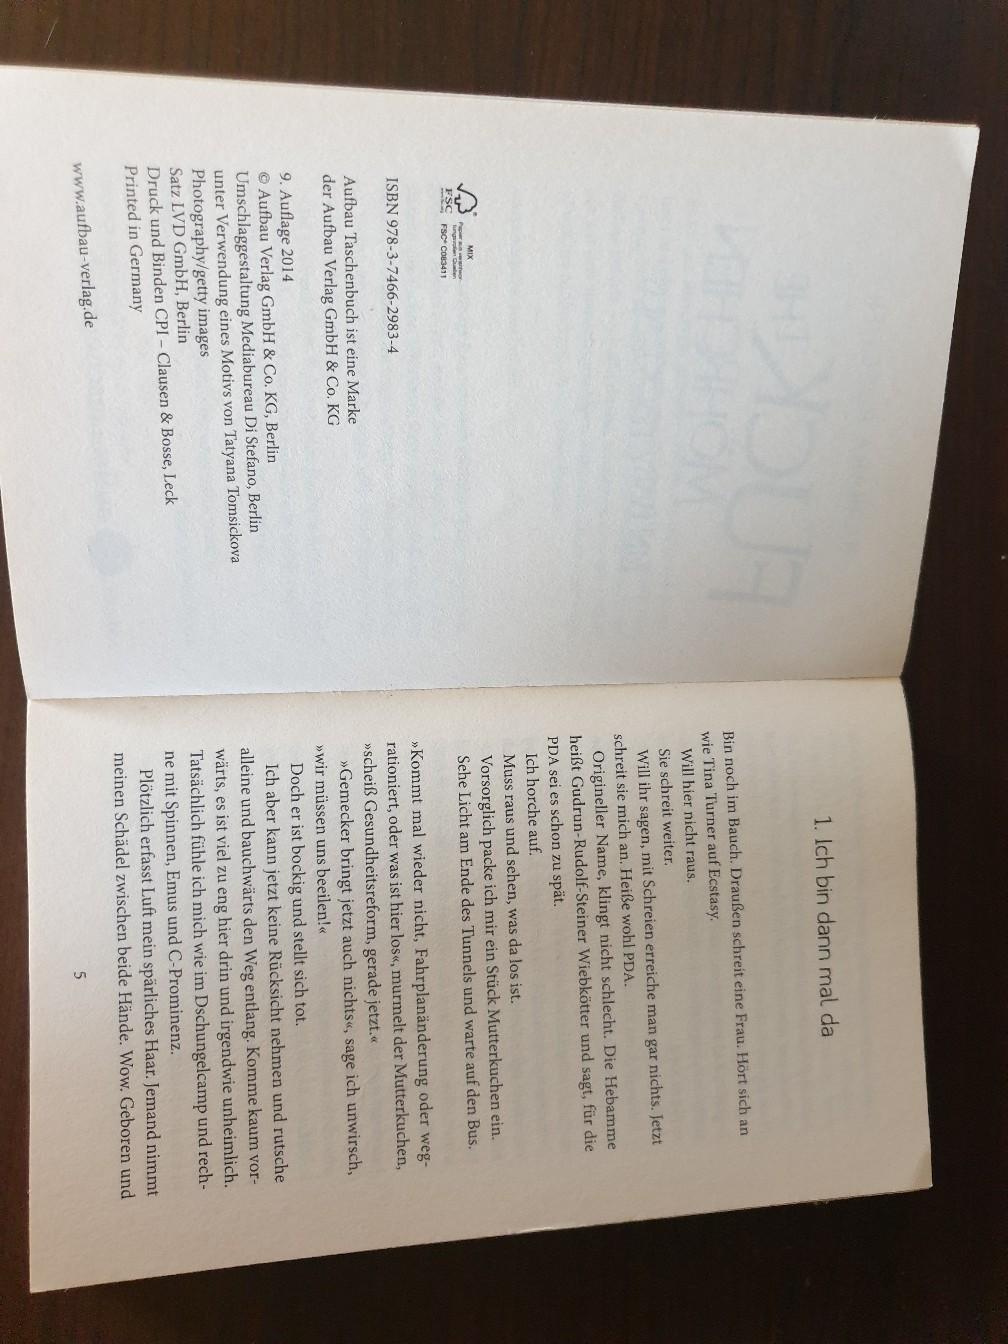 MIX
Papier aus verantwor-
tungsvollen Quellen
FSC® C083411
FSC
ISBN 978-3-7466-2983-4
Aufbau Taschenbuch ist eine Marke
der Aufbau Verlag GmbH & Co. KG
9. Auflage 2014
© Aufbau Verlag GmbH & Co. KG, Berlin
Umschlaggestaltung Mediabureau Di Stefano, Berlin
unter Verwendung eines Motivs von Tatyana Tomsickova
Photography/getty images
Satz LVD GmbH, Berlin
Druck und Binden CPI – Clausen & Bosse, Leck
Printed in Germany
www.aufbau-verlag.de
1. Ich bin dann mal da
Bin noch im Bauch. Draußen schreit eine Frau. Hört sich an
wie Tina Turner auf Ecstasy.
Will hier nicht raus.
Sie schreit weiter.
Will ihr sagen, mit Schreien erreiche man gar nichts. Jetzt
schreit sie mich an. Heiße wohl PDA.
Origineller Name, klingt nicht schlecht. Die Hebamme
heißt Gudrun-Rudolf-Steiner Wiebkötter und sagt, für die
PDA sei es schon zu spät.
Ich horche auf.
Muss raus und sehen, was da los ist.
Vorsorglich packe ich mir ein Stück Mutterkuchen ein.
Sehe Licht am Ende des Tunnels und warte auf den Bus.
»Kommt mal wieder nicht, Fahrplanänderung oder weg-
rationiert, oder was ist hier los«, murmelt der Mutterkuchen,
»scheiß Gesundheitsreform, gerade jetzt.«
»Gemecker bringt jetzt auch nichts«, sage ich unwirsch,
»wir müssen uns beeilen!«
Doch er ist bockig und stellt sich tot.
Ich aber kann jetzt keine Rücksicht nehmen und rutsche
alleine und bauchwärts den Weg entlang. Komme kaum vor-
wärts, es ist viel zu eng hier drin und irgendwie unheimlich.
Tatsächlich fühle ich mich wie im Dschungelcamp und rech-
ne mit Spinnen, Emus und C-Prominenz.
Plötzlich erfasst Luft mein spärliches Haar. Jemand nimmt
meinen Schädel zwischen beide Hände. Wow. Geboren und
5